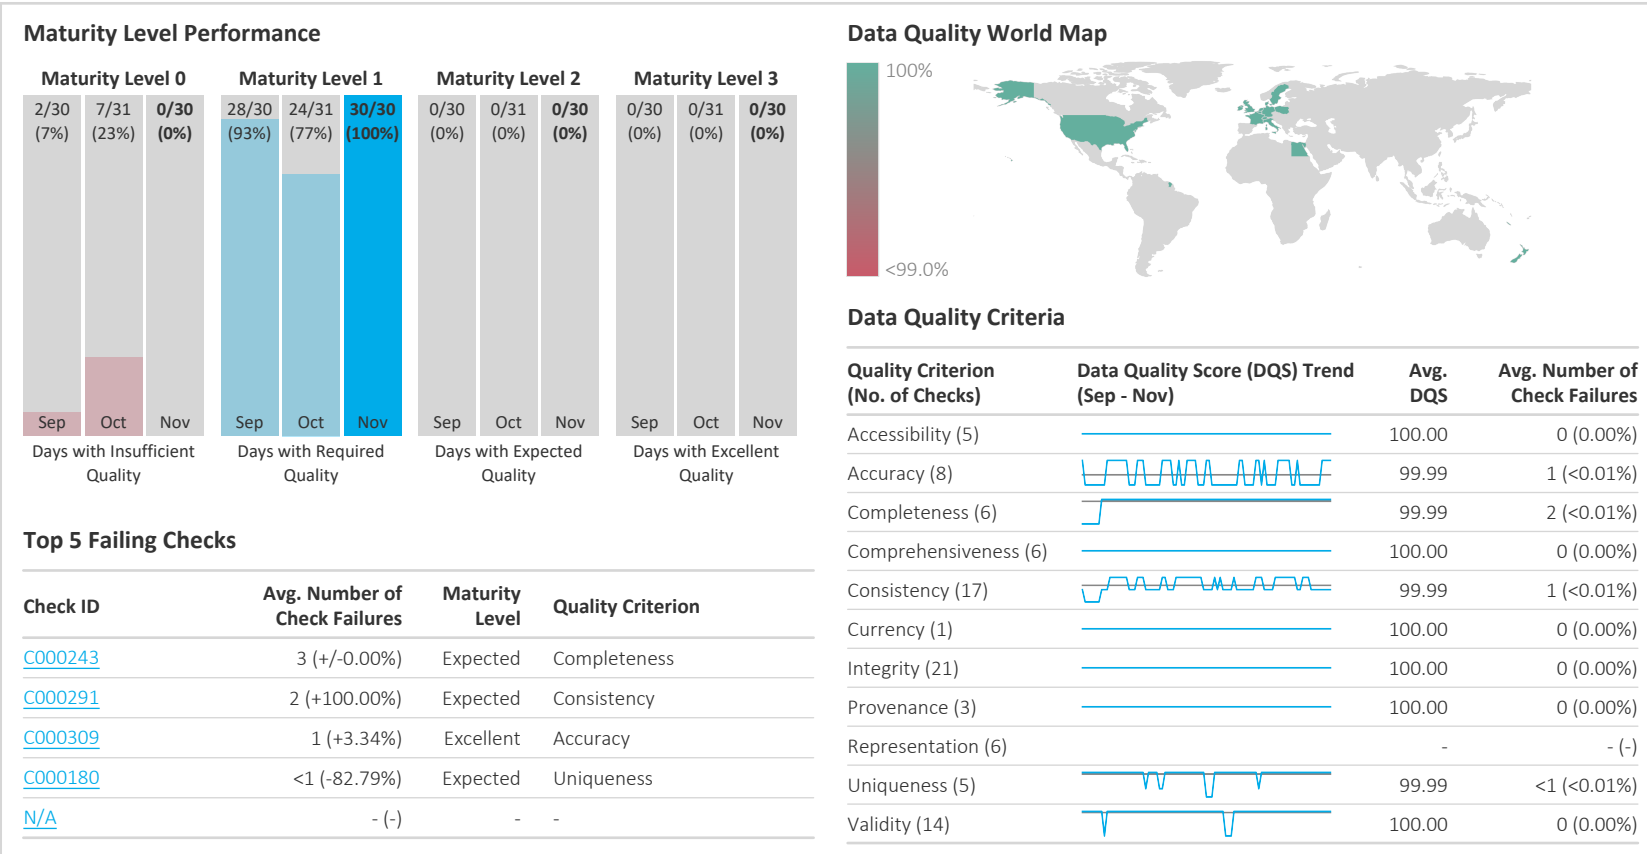 Maturity Level Performance
Maturity Level 0
Maturity Level 1
Maturity Level 2
Maturity Level 3
2/30 7/31 0/30
(7%) (23%) (0%)
28/30 24/31 30/30
(93%) (77%) (100%)
0/30 0/31 0/30
(0%) (0%) (0%)
0/30 0/31 0/30
(0%) (0%) (0%)
Sep Oct Nov
Sep Oct Nov
Sep Oct Nov
Sep Oct Nov
Days with Insufficient
Quality
Days with Required
Quality
Days with Expected
Quality
Days with Excellent
Quality
Top 5 Failing Checks
Check ID
Avg. Number of
Check Failures
Maturity
Level
Quality Criterion
C000243 3 (+/-0.00%) Expected Completeness
C000291 2 (+100.00%) Expected Consistency
C000309 1 (+3.34%) Excellent Accuracy
C000180 <1 (-82.79%) Expected Uniqueness
N/A - (-) - -
Data Quality World Map
100%
<99.0%
Data Quality Criteria
Quality Criterion
(No. of Checks)
Data Quality Score (DQS) Trend
(Sep - Nov)
Avg.
DQS
Avg. Number of
Check Failures
Accessibility (5) 100.00 0 (0.00%)
Accuracy (8) 99.99 1 (<0.01%)
Completeness (6) 99.99 2 (<0.01%)
Comprehensiveness (6) 100.00 0 (0.00%)
Consistency (17) 99.99 1 (<0.01%)
Currency (1) 100.00 0 (0.00%)
Integrity (21) 100.00 0 (0.00%)
Provenance (3) 100.00 0 (0.00%)
Representation (6) - - (-)
Uniqueness (5) 99.99 <1 (<0.01%)
Validity (14) 100.00 0 (0.00%)